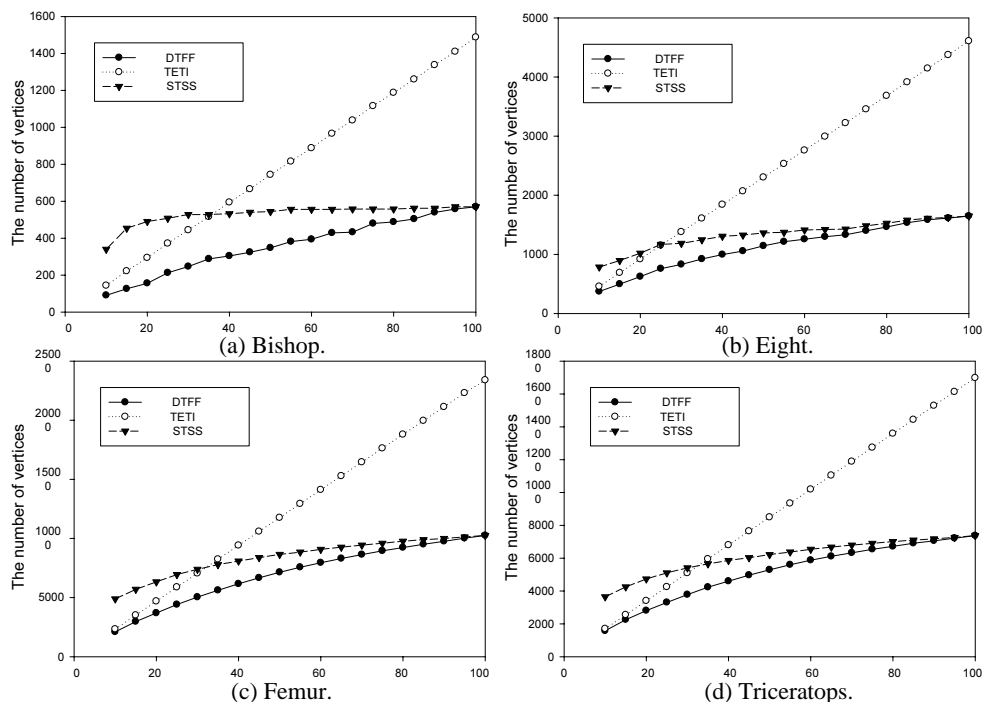 1600
1400
1200
1000
800
600
400
200
0
The number of vertices
DTFF
TETI
STSS
0 20 40 60 80 100
(a) Bishop.
5000
4000
3000
2000
1000
0
The number of vertices
DTFF
TETI
STSS
0 20 40 60 80 100
(b) Eight.
2500
0
2000
0
1500
0
1000
0
5000
0
The number of vertices
DTFF
TETI
STSS
0 20 40 60 80 100
(c) Femur.
1800
0
1600
0
1400
0
1200
0
1000
0
8000
6000
4000
2000
0
The number of vertices
DTFF
TETI
STSS
0 20 40 60 80 100
(d) Triceratops.